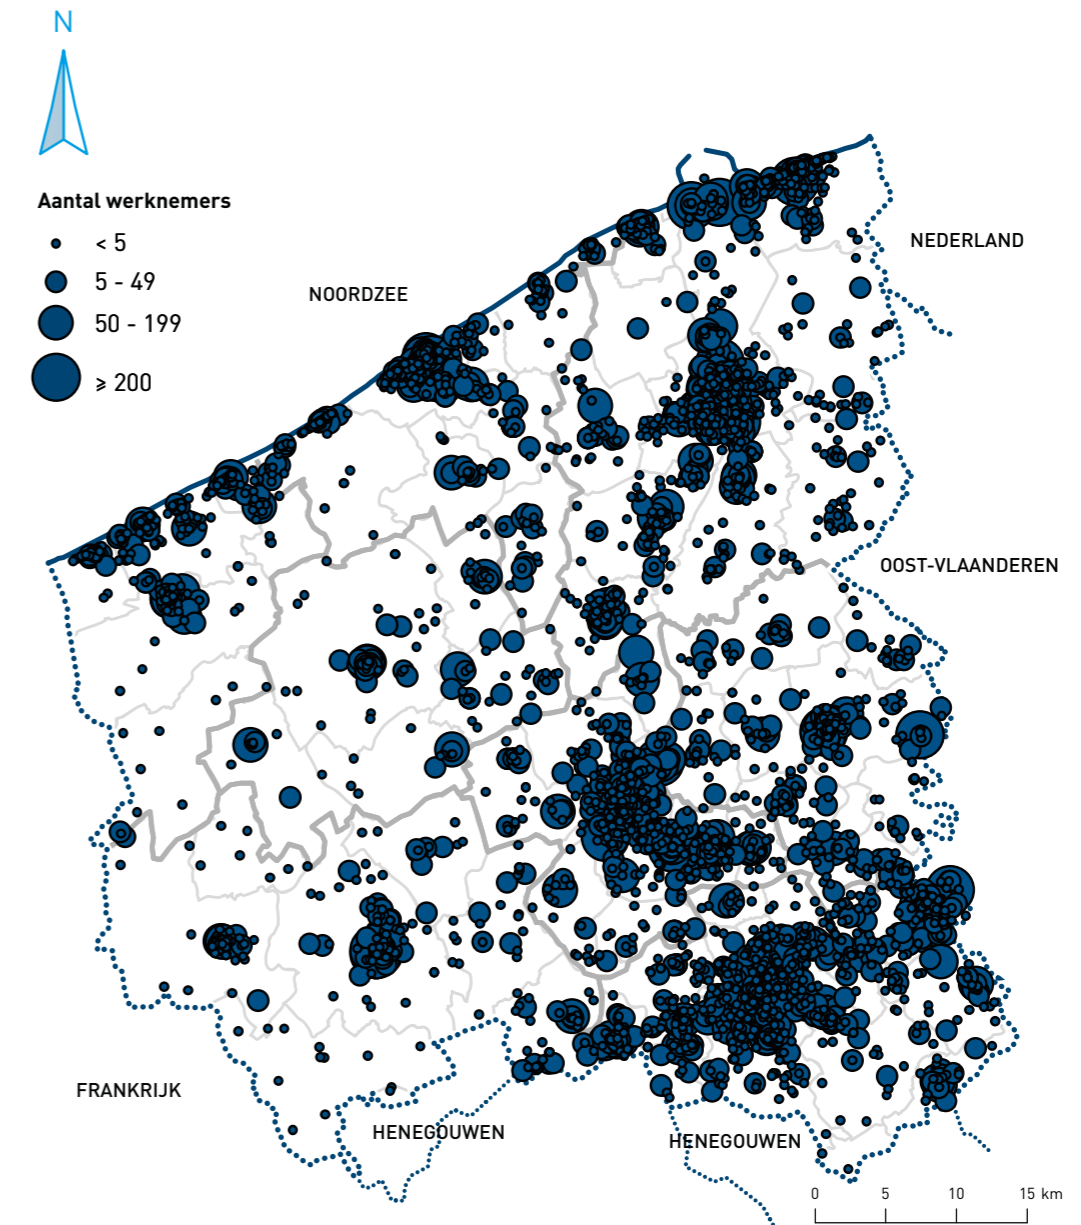 N
Aantal werknemers
< 5
5 - 49
50 - 199
⩾ 200
NOORDZEE
NEDERLAND
OOST-VLAANDEREN
FRANKRIJK
HENEGOUWEN
HENEGOUWEN
0 5 10 15 km